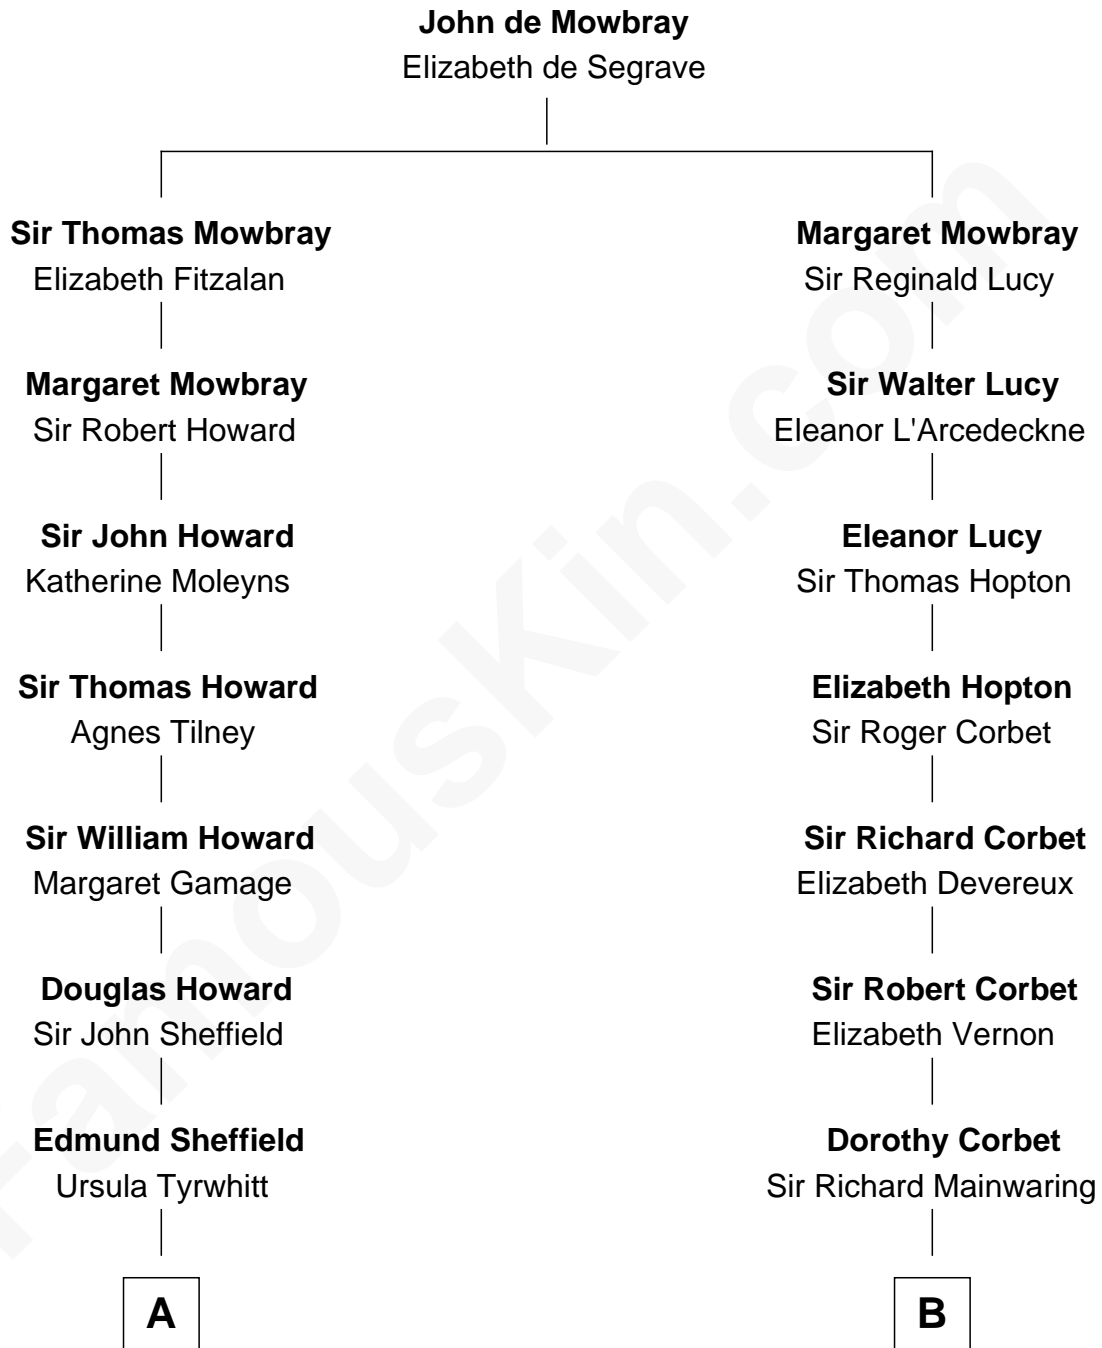 John de Mowbray
Elizabeth de Segrave
Sir Thomas Mowbray
Elizabeth Fitzalan
Margaret Mowbray
Sir Robert Howard
Sir John Howard
Katherine Moleyns
Sir Thomas Howard
Agnes Tilney
Sir William Howard
Margaret Gamage
Douglas Howard
Sir John Sheffield
Edmund Sheffield
Ursula Tyrwhitt
A
Margaret Mowbray
Sir Reginald Lucy
Sir Walter Lucy
Eleanor L'Arcedeckne
Eleanor Lucy
Sir Thomas Hopton
Elizabeth Hopton
Sir Roger Corbet
Sir Richard Corbet
Elizabeth Devereux
Sir Robert Corbet
Elizabeth Vernon
Dorothy Corbet
Sir Richard Mainwaring
B
FamousKin.com